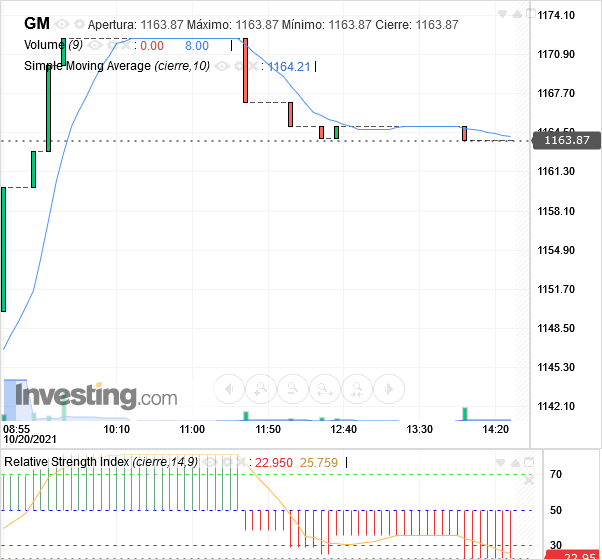 GM Apertura: 1163.87 Máximo: 1163.87 Mínimo: 1163.87 Cierre: 1163.87
Volume (9) : 0.00 8.00
Simple Moving Average (cierre,10) : 1164.21
1174.10
1170.90
1167.70
1164.50
1163.87
1161.30
1158.10
1154.90
1151.70
1148.50
1145.30
1142.10
Investing.com
08:55 10:10 11:00 11:50 12:40 13:30 14:20
10/20/2021
Relative Strength Index (cierre,14,9) : 22.950 25.759
70
50
30
22.95